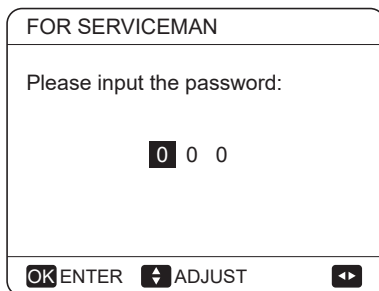 FOR SERVICEMAN
Please input the password:
0 0 0
OK ENTER ADJUST